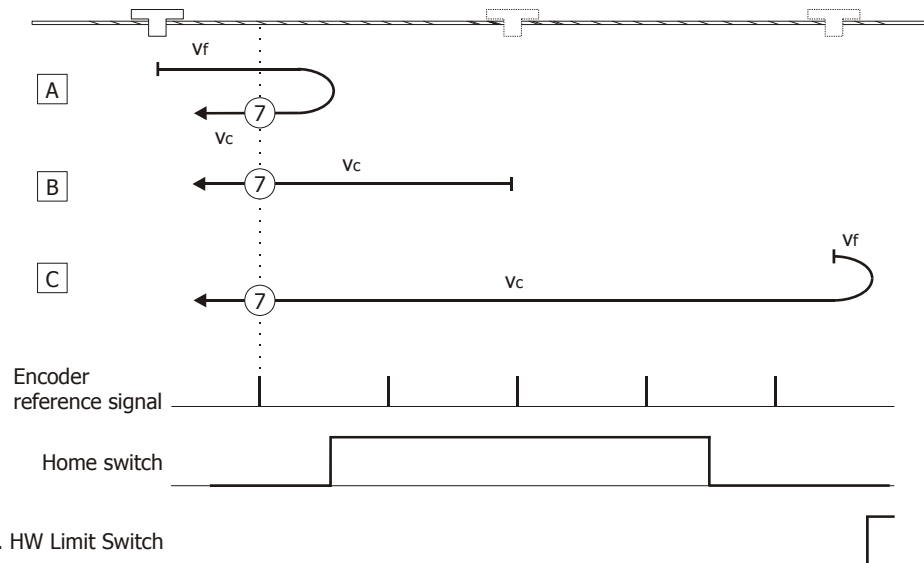 Vf
A
7
Vc
Vc
B
7
Vf
C
Vc
7
Encoder
reference signal
Home switch
. HW Limit Switch